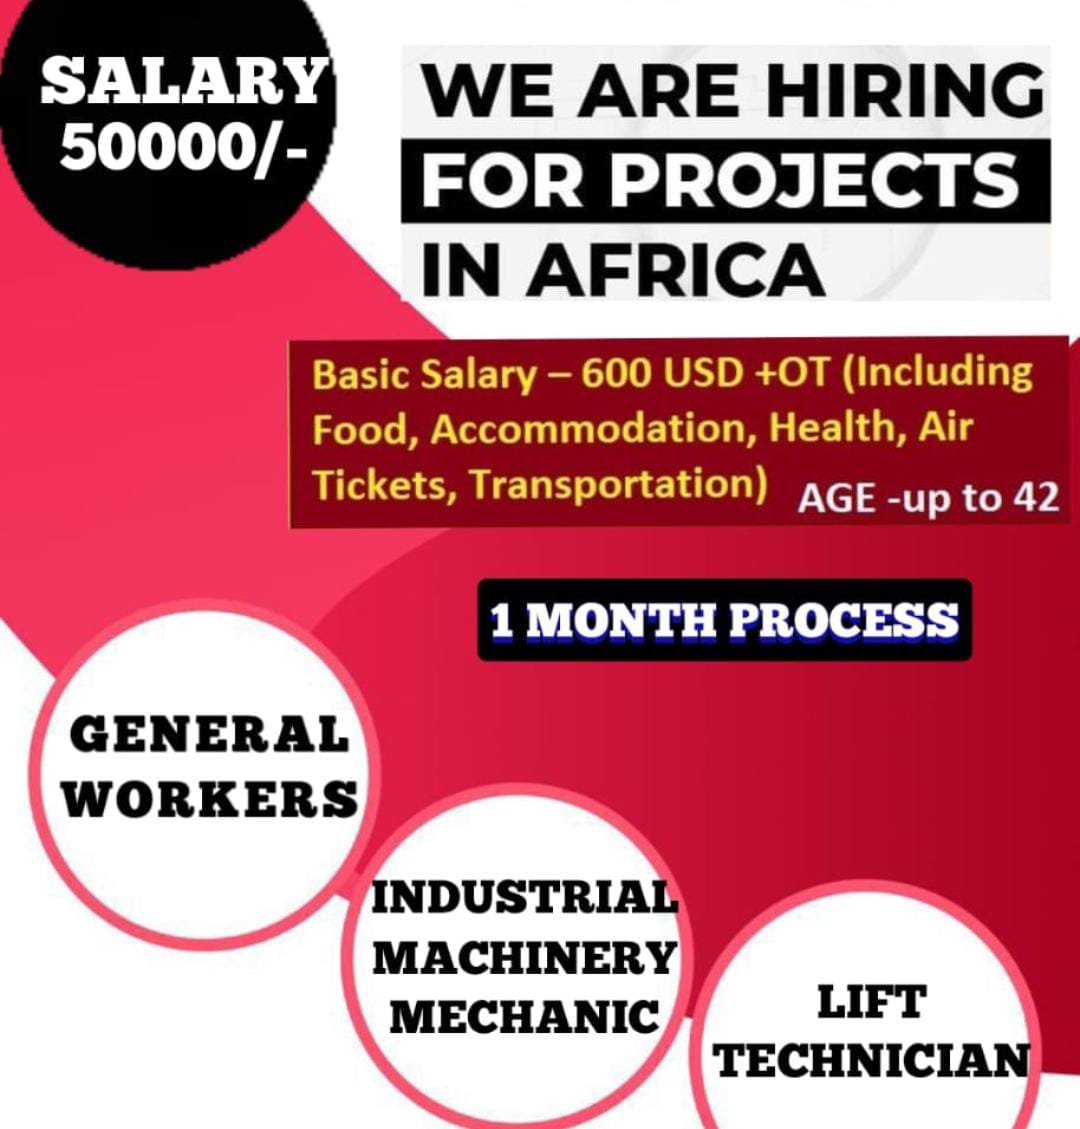 SALARY
50000/-
WE ARE HIRING
FOR PROJECTS
IN AFRICA
Basic Salary – 600 USD +OT (Including
Food, Accommodation, Health, Air
Tickets, Transportation) AGE -up to 42
1 MONTH PROCESS
GENERAL
WORKERS
INDUSTRIAL
MACHINERY
MECHANIC
LIFT
TECHNICIAN